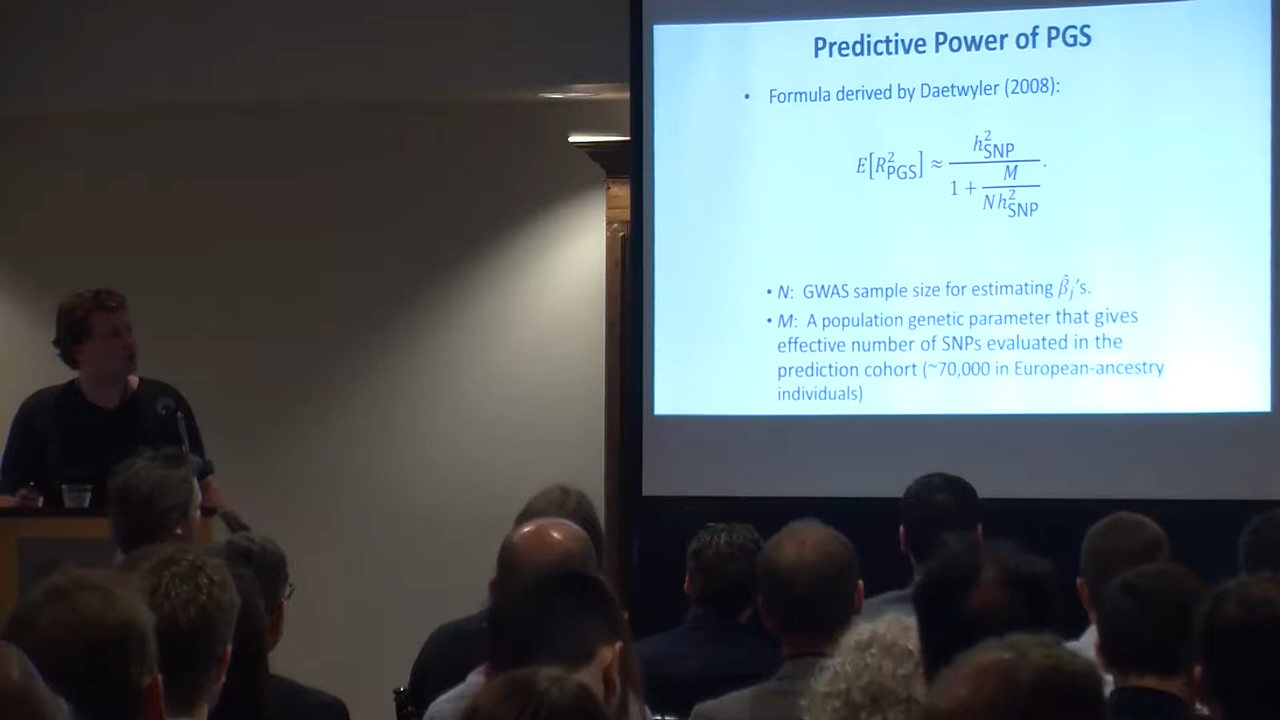 Predictive Power of PGS
• Formula derived by Daetwyler (2008):
E[R²PGS] ≈ h²SNP / (1 + M / (Nh²SNP)).
• N: GWAS sample size for estimating β̂ⱼ's.
• M: A population genetic parameter that gives
effective number of SNPs evaluated in the
prediction cohort (~70,000 in European-ancestry
individuals)